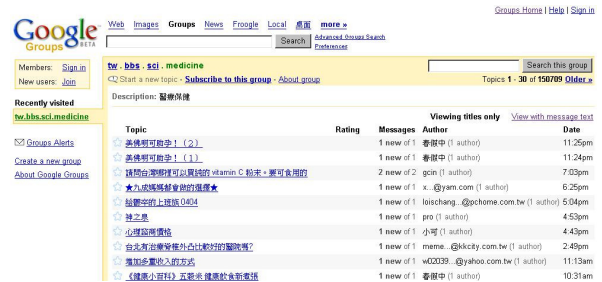 Groups Home | Help | Sign in
Google Groups BETA
Web Images Groups News Froogle Local 桌面 more »
Search Advanced Groups Search
Preferences
Members: Sign in
New users: Join
Recently visited
tw.bbs.sci.medicine
Groups Alerts
Create a new group
About Google Groups
tw . bbs . sci . medicine Search this group
Start a new topic - Subscribe to this group - About group Topics 1 - 30 of 150709 Older »
Description: 醫療保健
Viewing titles only View with message text
Topic Rating Messages Author Date
美佛啊可助孕！（２） 1 new of 1 春假中 (1 author) 11:25pm
美佛啊可助孕！（１） 1 new of 1 春假中 (1 author) 11:24pm
請問台灣哪裡可以買純的 vitamin C 粉末。要可食用的 2 new of 2 gcin (1 author) 7:03pm
★九成媽媽都會做的選擇★ 1 new of 1 x...@yam.com (1 author) 6:25pm
給鬱卒的上班族 0404 1 new of 1 loischang...@pchome.com.tw (1 author) 5:04pm
神之泉 1 new of 1 pro (1 author) 4:53pm
心理諮商價格 1 new of 1 小可 (1 author) 4:43pm
台北有治療脊椎外凸比較好的醫院嗎? 1 new of 1 meme...@kkcity.com.tw (1 author) 2:49pm
增加多重收入的方式 1 new of 1 w02039...@yahoo.com.tw (1 author) 11:13am
《健康小百科》五穀米 健康飲食新煮張 1 new of 1 春假中 (1 author) 10:31am